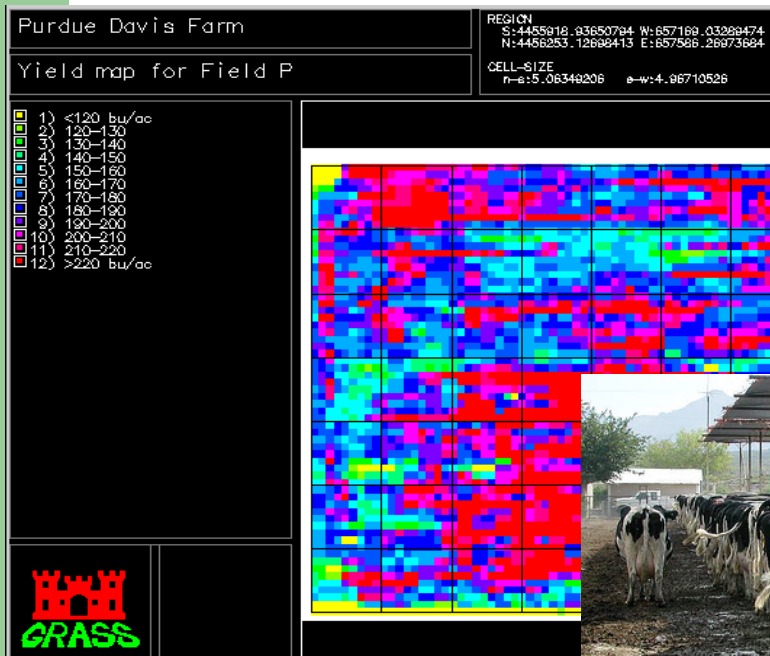 Purdue Davis Farm
Yield map for Field P
REGION
S:4455918.93650794 W:657169.03289474
N:4456253.12698413 E:657586.26973684
CELL-SIZE
n-s:5.06349206 e-w:4.96710526
1) <120 bu/ac
2) 120-130
3) 130-140
4) 140-150
5) 150-160
6) 160-170
7) 170-180
8) 180-190
9) 190-200
10) 200-210
11) 210-220
12) >220 bu/ac
GRASS